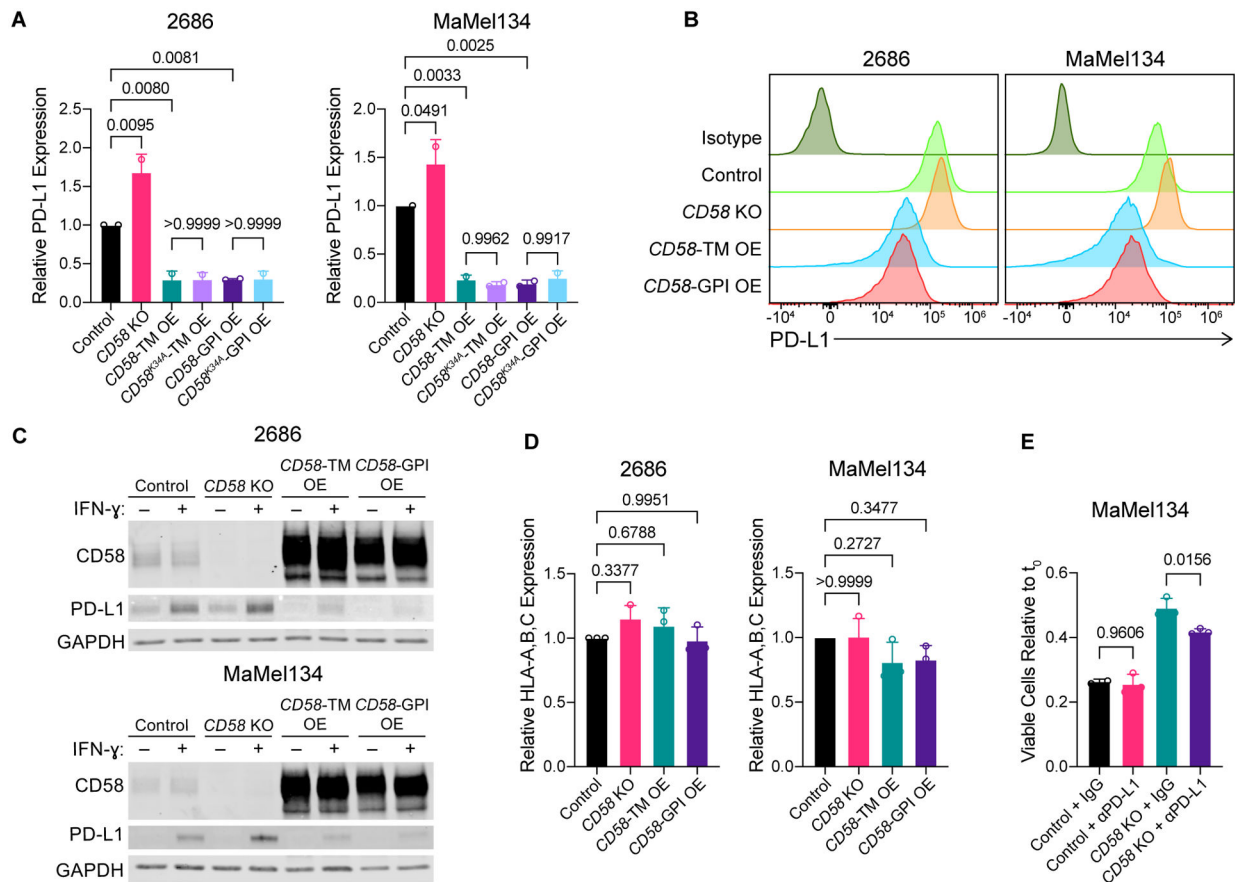 A
2686
0.0081
0.0080
0.0095
>0.9999
>0.9999
Relative PD-L1 Expression
2.5
2.0
1.5
1.0
0.5
0.0
Control
CD58 KO
CD58-TM OE
CD58K34A-TM OE
CD58-GPI OE
CD58K34A-GPI OE
MaMel134
0.0025
0.0033
0.0491
0.9962
0.9917
Relative PD-L1 Expression
2.0
1.5
1.0
0.5
0.0
Control
CD58 KO
CD58-TM OE
CD58K34A-TM OE
CD58-GPI OE
CD58K34A-GPI OE
B
2686
MaMel134
Isotype
Control
CD58 KO
CD58-TM OE
CD58-GPI OE
-104 0 104 105 106
-104 0 104 105 106
PD-L1
C
2686
Control
CD58 KO
CD58-TM OE
CD58-GPI OE
IFN-ɣ: – + – + – + – +
CD58
PD-L1
GAPDH
MaMel134
Control
CD58 KO
CD58-TM OE
CD58-GPI OE
IFN-ɣ: – + – + – + – +
CD58
PD-L1
GAPDH
D
2686
0.9951
0.6788
0.3377
Relative HLA-A,B,C Expression
1.5
1.0
0.5
0.0
Control
CD58 KO
CD58-TM OE
CD58-GPI OE
MaMel134
0.3477
0.2727
>0.9999
Relative HLA-A,B,C Expression
1.5
1.0
0.5
0.0
Control
CD58 KO
CD58-TM OE
CD58-GPI OE
E
MaMel134
0.0156
0.9606
Viable Cells Relative to t0
0.6
0.4
0.2
0.0
Control + IgG
Control + αPD-L1
CD58 KO + IgG
CD58 KO + αPD-L1